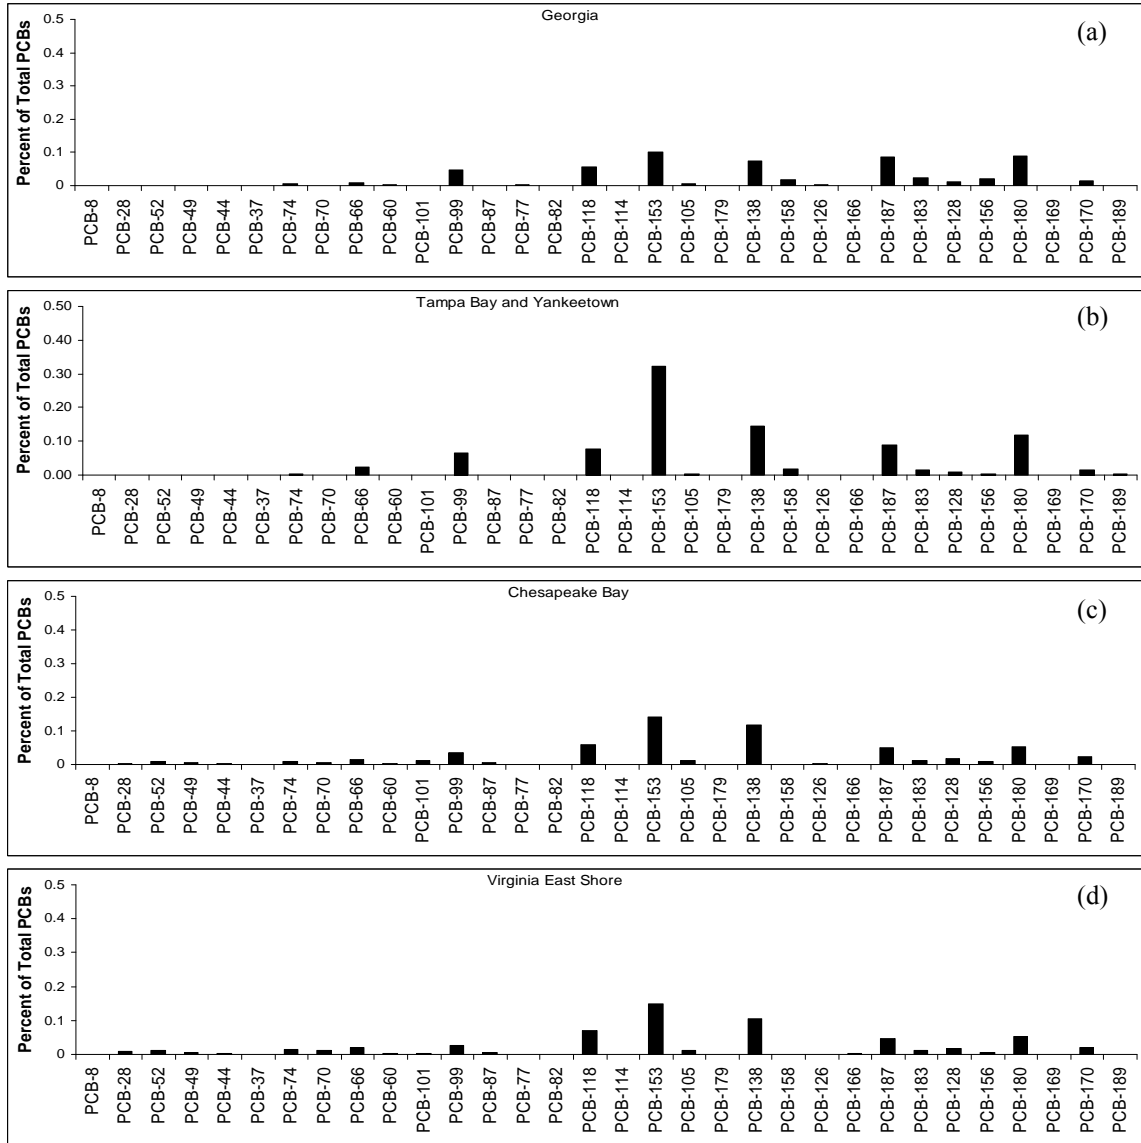 Georgia
(a)
Percent of Total PCBs
0.5
0.4
0.3
0.2
0.1
0
PCB-8
PCB-28
PCB-52
PCB-49
PCB-44
PCB-37
PCB-74
PCB-70
PCB-66
PCB-60
PCB-101
PCB-99
PCB-87
PCB-77
PCB-82
PCB-118
PCB-114
PCB-153
PCB-105
PCB-179
PCB-138
PCB-158
PCB-126
PCB-166
PCB-187
PCB-183
PCB-128
PCB-156
PCB-180
PCB-169
PCB-170
PCB-189
Tampa Bay and Yankeetown
(b)
Percent of Total PCBs
0.50
0.40
0.30
0.20
0.10
0.00
PCB-8
PCB-28
PCB-52
PCB-49
PCB-44
PCB-37
PCB-74
PCB-70
PCB-66
PCB-60
PCB-101
PCB-99
PCB-87
PCB-77
PCB-82
PCB-118
PCB-114
PCB-153
PCB-105
PCB-179
PCB-138
PCB-158
PCB-126
PCB-166
PCB-187
PCB-183
PCB-128
PCB-156
PCB-180
PCB-169
PCB-170
PCB-189
Chesapeake Bay
(c)
Percent of Total PCBs
0.5
0.4
0.3
0.2
0.1
0
PCB-8
PCB-28
PCB-52
PCB-49
PCB-44
PCB-37
PCB-74
PCB-70
PCB-66
PCB-60
PCB-101
PCB-99
PCB-87
PCB-77
PCB-82
PCB-118
PCB-114
PCB-153
PCB-105
PCB-179
PCB-138
PCB-158
PCB-126
PCB-166
PCB-187
PCB-183
PCB-128
PCB-156
PCB-180
PCB-169
PCB-170
PCB-189
Virginia East Shore
(d)
Percent of Total PCBs
0.5
0.4
0.3
0.2
0.1
0
PCB-8
PCB-28
PCB-52
PCB-49
PCB-44
PCB-37
PCB-74
PCB-70
PCB-66
PCB-60
PCB-101
PCB-99
PCB-87
PCB-77
PCB-82
PCB-118
PCB-114
PCB-153
PCB-105
PCB-179
PCB-138
PCB-158
PCB-126
PCB-166
PCB-187
PCB-183
PCB-128
PCB-156
PCB-180
PCB-169
PCB-170
PCB-189